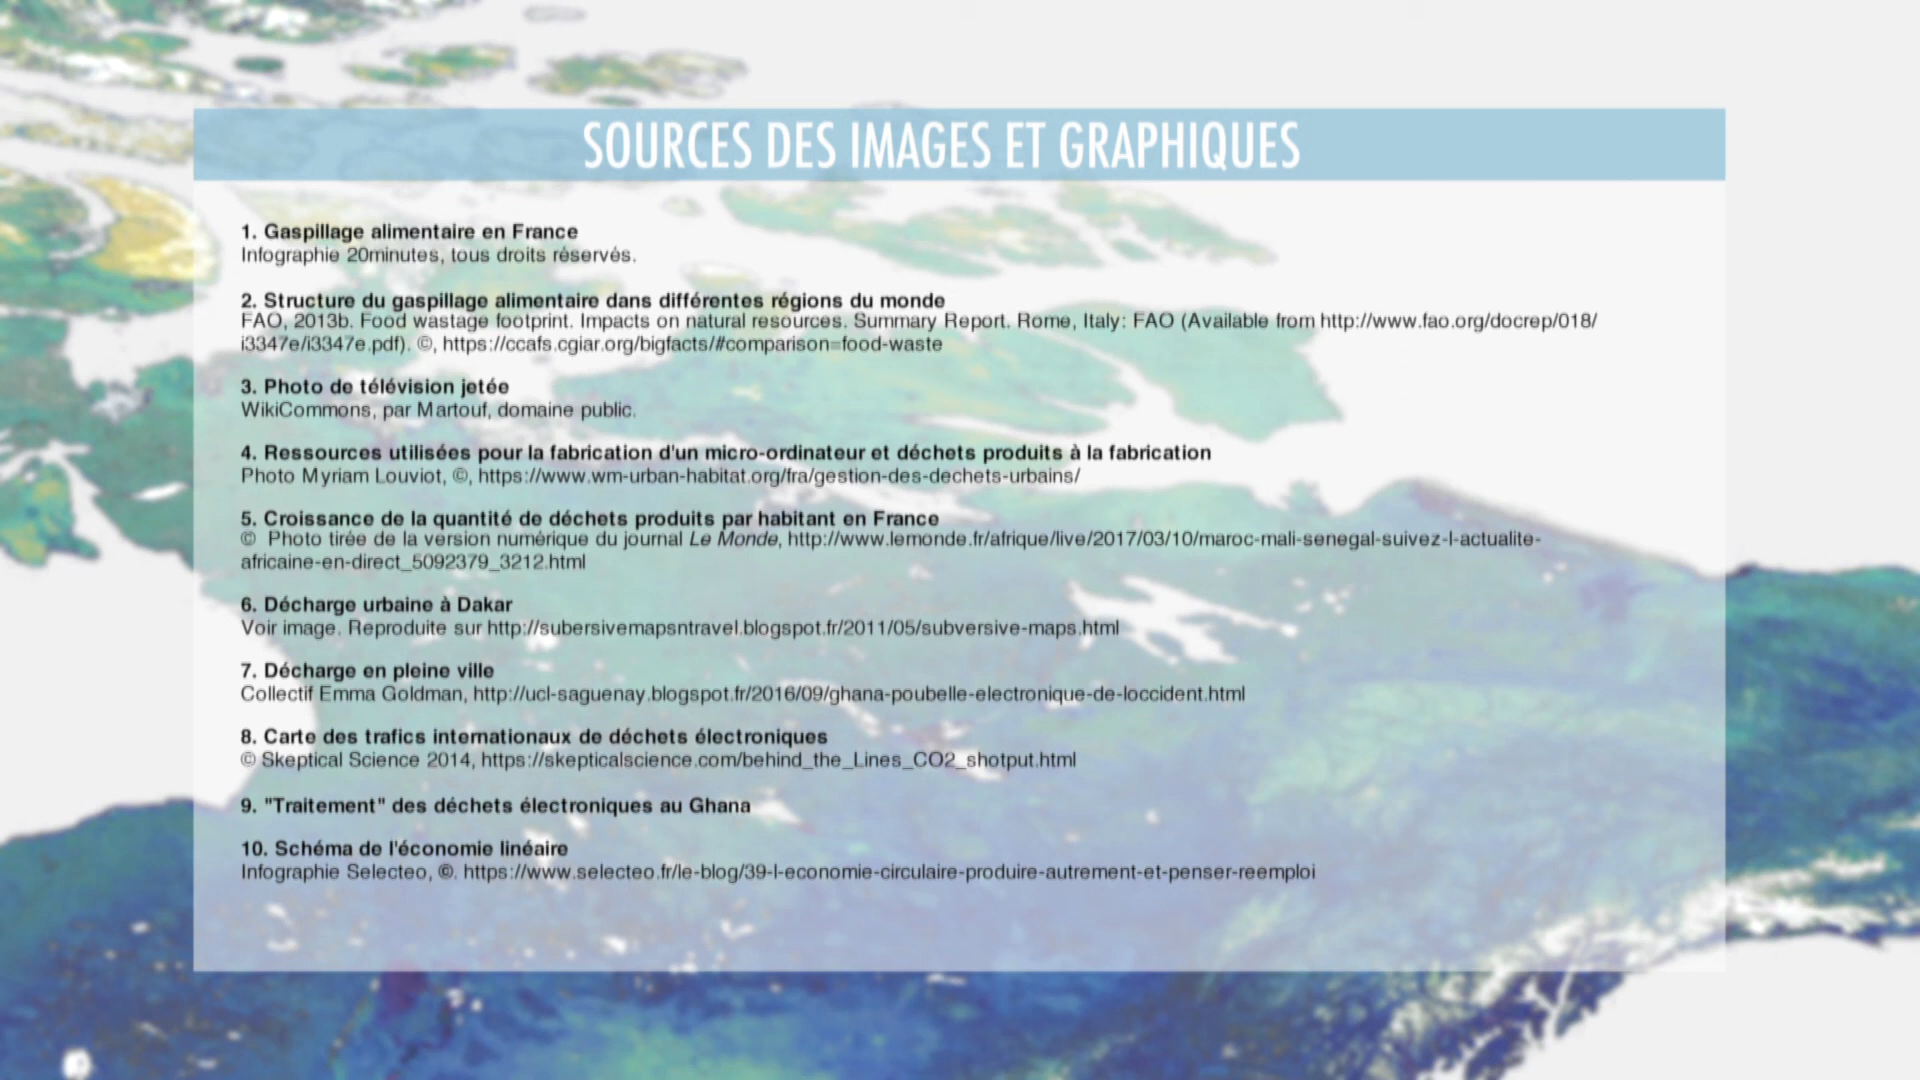 SOURCES DES IMAGES ET GRAPHIQUES
1. Gaspillage alimentaire en France
Infographie 20minutes, tous droits réservés.
2. Structure du gaspillage alimentaire dans différentes régions du monde
FAO, 2013b. Food wastage footprint. Impacts on natural resources. Summary Report. Rome, Italy: FAO (Available from http://www.fao.org/docrep/018/
i3347e/i3347e.pdf). ©, https://ccafs.cgiar.org/bigfacts/#comparison=food-waste
3. Photo de télévision jetée
WikiCommons, par Martouf, domaine public.
4. Ressources utilisées pour la fabrication d'un micro-ordinateur et déchets produits à la fabrication
Photo Myriam Louviot, ©, https://www.wm-urban-habitat.org/fra/gestion-des-dechets-urbains/
5. Croissance de la quantité de déchets produits par habitant en France
© Photo tirée de la version numérique du journal Le Monde, http://www.lemonde.fr/afrique/live/2017/03/10/maroc-mali-senegal-suivez-l-actualite-
africaine-en-direct_5092379_3212.html
6. Décharge urbaine à Dakar
Voir image. Reproduite sur http://subersivemapsntravel.blogspot.fr/2011/05/subversive-maps.html
7. Décharge en pleine ville
Collectif Emma Goldman, http://ucl-saguenay.blogspot.fr/2016/09/ghana-poubelle-electronique-de-loccident.html
8. Carte des trafics internationaux de déchets électroniques
© Skeptical Science 2014, https://skepticalscience.com/behind_the_Lines_CO2_shotput.html
9. "Traitement" des déchets électroniques au Ghana
10. Schéma de l'économie linéaire
Infographie Selecteo, ©. https://www.selecteo.fr/le-blog/39-l-economie-circulaire-produire-autrement-et-penser-reemploi